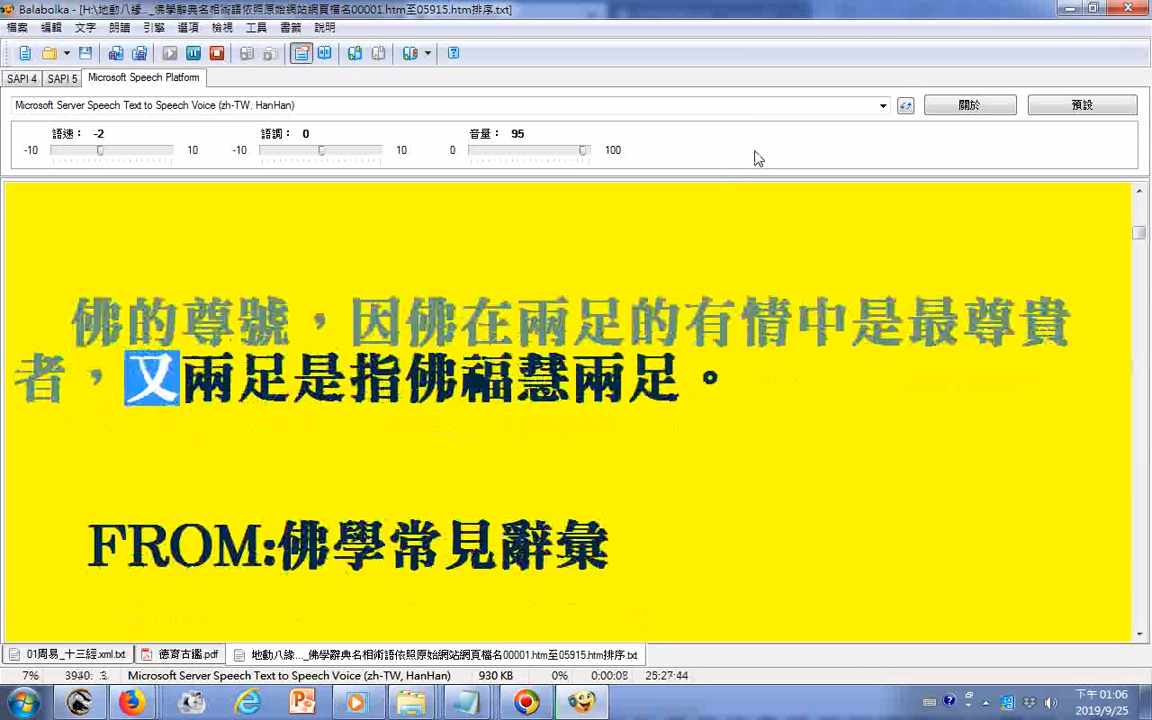 Balabolka - [H:\地動八緣..._佛學辭典名相術語依照原始網站網頁檔名00001.htm至05915.htm排序.txt]
檔案 編輯 文字 朗讀 引擎 選項 檢視 工具 書籤 說明
SAPI 4 SAPI 5 Microsoft Speech Platform
Microsoft Server Speech Text to Speech Voice (zh-TW, HanHan) 關於 預設
語速： -2 語調： 0 音量： 95
-10 10 -10 10 0 100
佛的尊號，因佛在兩足的有情中是最尊貴
者，又兩足是指佛福慧兩足。
FROM:佛學常見辭彙
01周易_十三經.xml.txt 德育古鑑.pdf 地動八緣..._佛學辭典名相術語依照原始網站網頁檔名00001.htm至05915.htm排序.txt
7% Microsoft Server Speech Text to Speech Voice (zh-TW, HanHan) 930 KB 0% 0:00:08 25:27:44
下午 01:06
2019/9/25